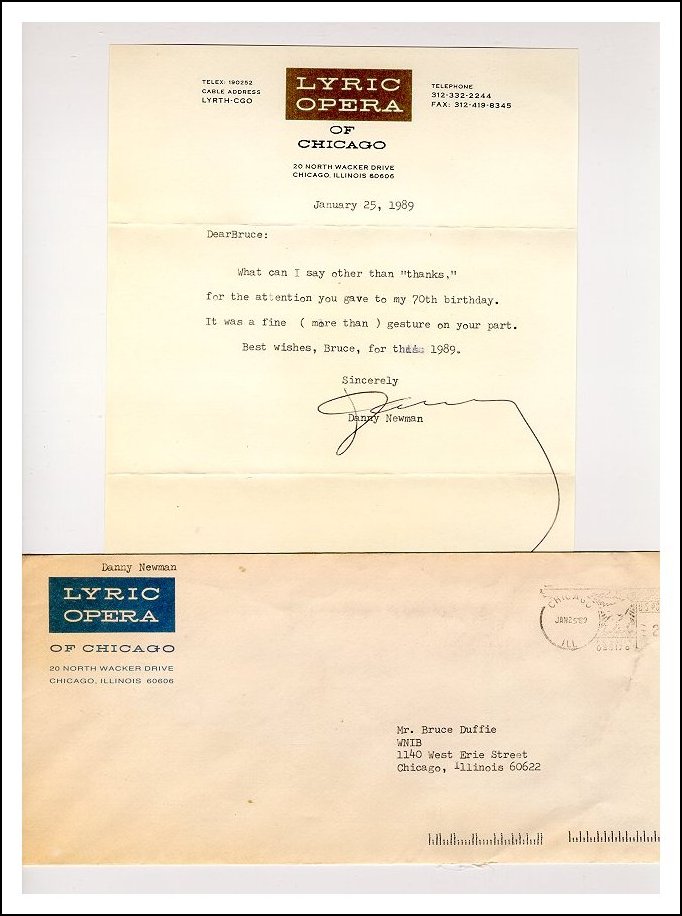 TELEX: 190252
CABLE ADDRESS
LYRTH-CGO
LYRIC
OPERA
OF
CHICAGO
20 NORTH WACKER DRIVE
CHICAGO, ILLINOIS 60606
TELEPHONE
312-332-2244
FAX: 312-419-8345
January 25, 1989
DearBruce:
What can I say other than "thanks,"
for the attention you gave to my 70th birthday.
It was a fine ( more than ) gesture on your part.
Best wishes, Bruce, for this 1989.
Sincerely
Danny Newman
Danny Newman
LYRIC
OPERA
OF CHICAGO
20 NORTH WACKER DRIVE
CHICAGO, ILLINOIS 60606
CHICAGO
JAN25'89
ILL
Mr. Bruce Duffie
WNIB
1140 West Erie Street
Chicago, Illinois 60622